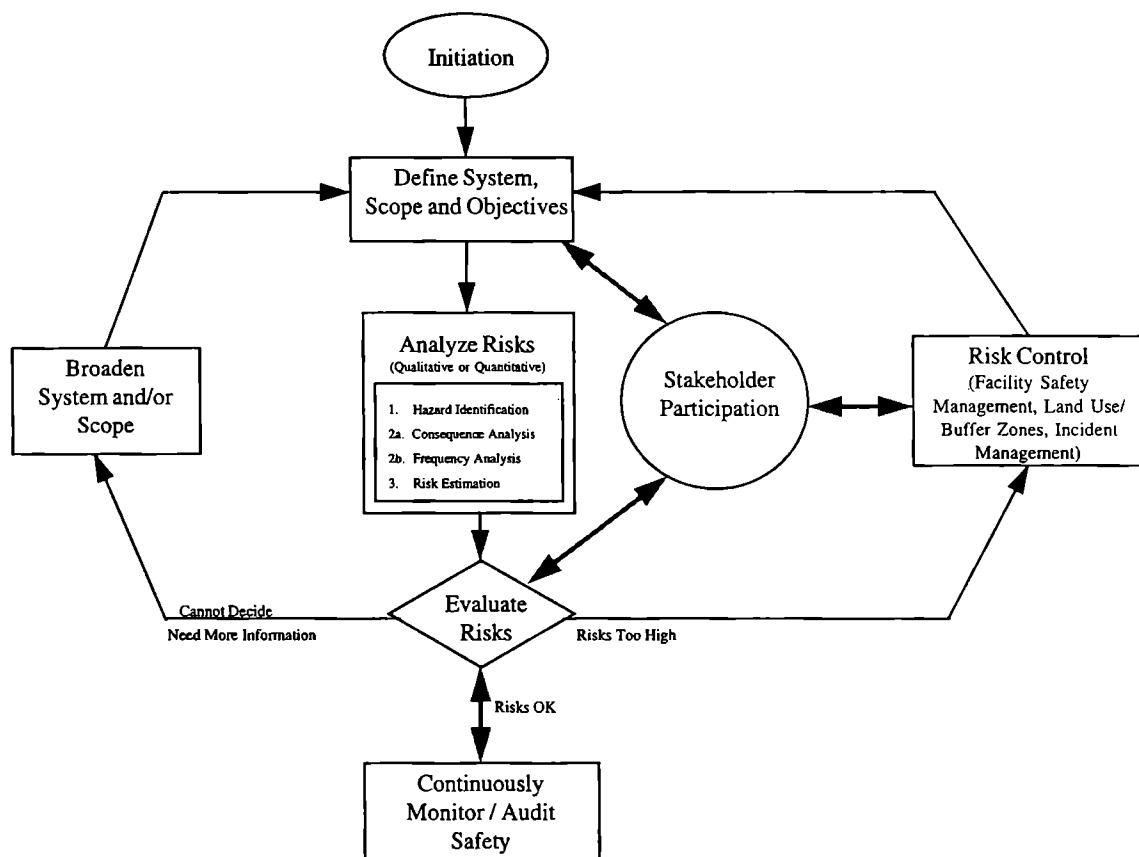 Initiation
Define System,
Scope and Objectives
Analyze Risks
(Qualitative or Quantitative)
1. Hazard Identification
2a. Consequence Analysis
2b. Frequency Analysis
3. Risk Estimation
Broaden
System and/or
Scope
Stakeholder
Participation
Risk Control
(Facility Safety
Management, Land Use/
Buffer Zones, Incident
Management)
Cannot Decide
Need More Information
Evaluate
Risks
Risks Too High
Risks OK
Continuously
Monitor / Audit
Safety